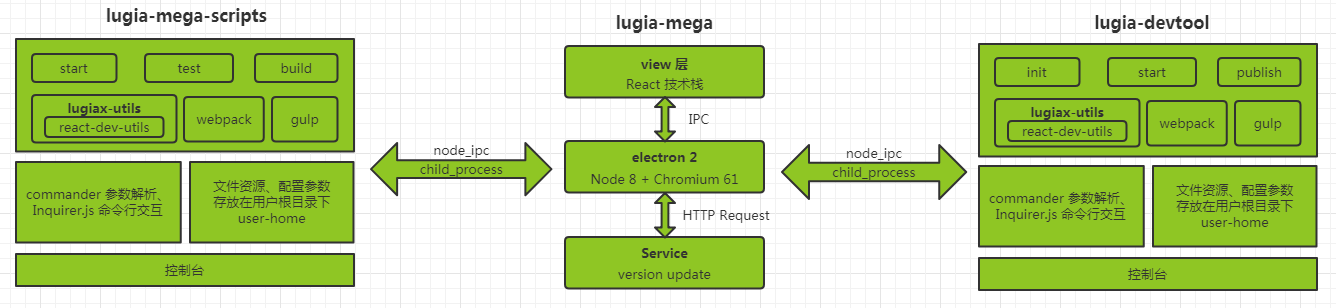 lugia-mega-scripts
start
test
build
lugiax-utils
react-dev-utils
webpack
gulp
commander 参数解析、
Inquirer.js 命令行交互
文件资源、配置参数
存放在用户根目录下
user-home
控制台
node_ipc
child_process
lugia-mega
view 层
React 技术栈
IPC
electron 2
Node 8 + Chromium 61
HTTP Request
Service
version update
node_ipc
child_process
lugia-devtool
init
start
publish
lugiax-utils
react-dev-utils
webpack
gulp
commander 参数解析、
Inquirer.js 命令行交互
文件资源、配置参数
存放在用户根目录下
user-home
控制台